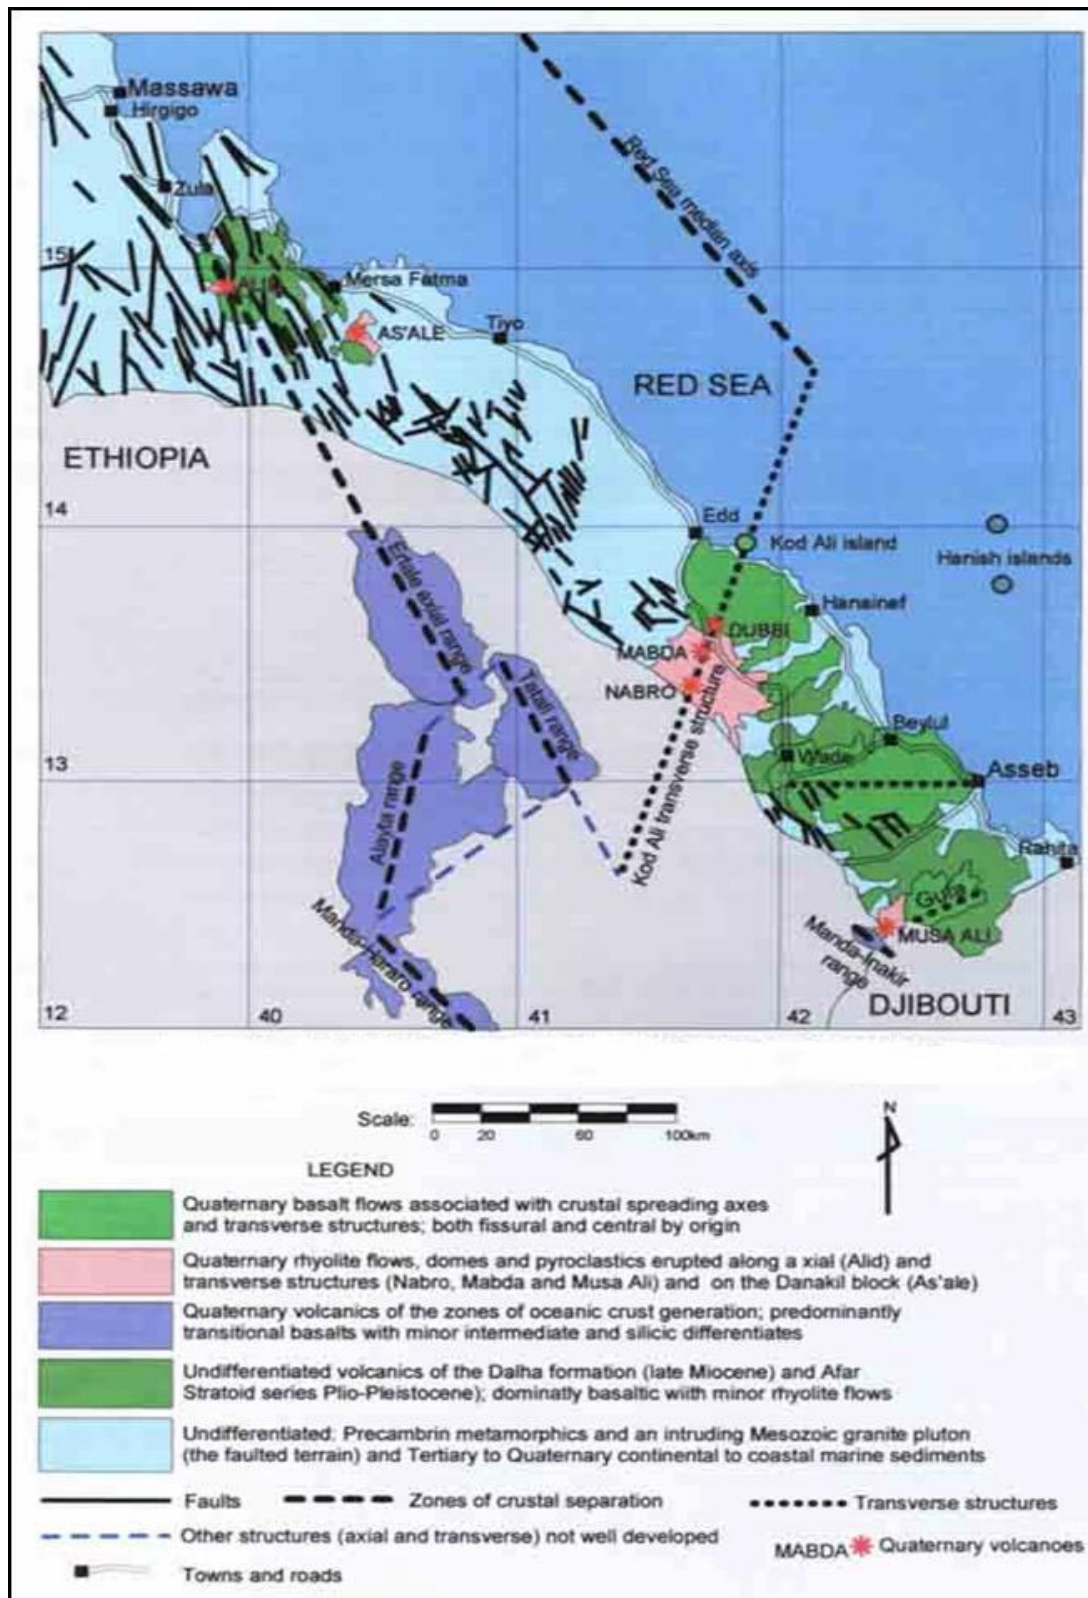 Massawa
Hirgigo
Zula
Red Sea median axis
15
Mersa Fatma
AS'ALE
Tiyo
RED SEA
ETHIOPIA
14
Edd
Kod Ali island
Hanish islands
Ertale axial range
Hansinef
DUBBI
MABDA
NABRO
Tatali range
Beylul
Wade
13
Asseb
Alayta range
Kod Ali transverse structure
Rahita
Gufa
Manda-Hararo range
MUSA ALI
Manda-Inakir
range
DJIBOUTI
12
40
41
42
43
N
Scale:
0 20 60 100km
LEGEND
Quaternary basalt flows associated with crustal spreading axes
and transverse structures; both fissural and central by origin
Quaternary rhyolite flows, domes and pyroclastics erupted along a xial (Alid) and
transverse structures (Nabro, Mabda and Musa Ali) and on the Danakil block (As'ale)
Quaternary volcanics of the zones of oceanic crust generation; predominantly
transitional basalts with minor intermediate and silicic differentiates
Undifferentiated volcanics of the Dalha formation (late Miocene) and Afar
Stratoid series Plio-Pleistocene); dominatly basaltic wiith minor rhyolite flows
Undifferentiated: Precambrin metamorphics and an intruding Mesozoic granite pluton
(the faulted terrain) and Tertiary to Quaternary continental to coastal marine sediments
Faults
Zones of crustal separation
Transverse structures
Other structures (axial and transverse) not well developed
MABDA
Quaternary volcanoes
Towns and roads